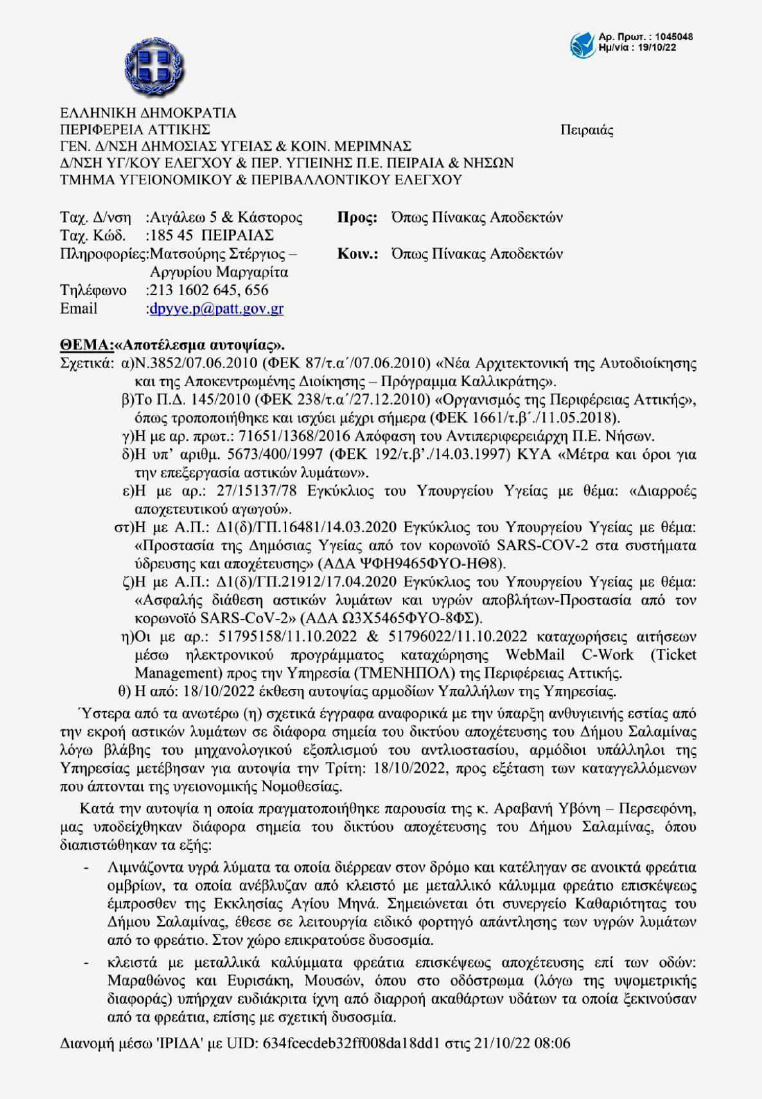 Αρ. Πρωτ. : 1045048
Ημ/νία : 19/10/22
ΕΛΛΗΝΙΚΗ ΔΗΜΟΚΡΑΤΙΑ
ΠΕΡΙΦΕΡΕΙΑ ΑΤΤΙΚΗΣ
Πειραιάς
ΓΕΝ. Δ/ΝΣΗ ΔΗΜΟΣΙΑΣ ΥΓΕΙΑΣ & ΚΟΙΝ. ΜΕΡΙΜΝΑΣ
Δ/ΝΣΗ ΥΓ/ΚΟΥ ΕΛΕΓΧΟΥ & ΠΕΡ. ΥΓΙΕΙΝΗΣ Π.Ε. ΠΕΙΡΑΙΑ & ΝΗΣΩΝ
ΤΜΗΜΑ ΥΓΕΙΟΝΟΜΙΚΟΥ & ΠΕΡΙΒΑΛΛΟΝΤΙΚΟΥ ΕΛΕΓΧΟΥ
Ταχ. Δ/νση :Αιγάλεω 5 & Κάστορος Προς: Όπως Πίνακας Αποδεκτών
Ταχ. Κώδ. :185 45 ΠΕΙΡΑΙΑΣ
Πληροφορίες:Ματσούρης Στέργιος – Κοιν.: Όπως Πίνακας Αποδεκτών
Αργυρίου Μαργαρίτα
Τηλέφωνο :213 1602 645, 656
Email :dpyye.p@patt.gov.gr
ΘΕΜΑ:«Αποτέλεσμα αυτοψίας».
Σχετικά: α)Ν.3852/07.06.2010 (ΦΕΚ 87/τ.α΄/07.06.2010) «Νέα Αρχιτεκτονική της Αυτοδιοίκησης
και της Αποκεντρωμένης Διοίκησης – Πρόγραμμα Καλλικράτης».
β)Το Π.Δ. 145/2010 (ΦΕΚ 238/τ.α΄/27.12.2010) «Οργανισμός της Περιφέρειας Αττικής»,
όπως τροποποιήθηκε και ισχύει μέχρι σήμερα (ΦΕΚ 1661/τ.β΄./11.05.2018).
γ)Η με αρ. πρωτ.: 71651/1368/2016 Απόφαση του Αντιπεριφερειάρχη Π.Ε. Νήσων.
δ)Η υπ’ αριθμ. 5673/400/1997 (ΦΕΚ 192/τ.β’./14.03.1997) ΚΥΑ «Μέτρα και όροι για
την επεξεργασία αστικών λυμάτων».
ε)Η με αρ.: 27/15137/78 Εγκύκλιος του Υπουργείου Υγείας με θέμα: «Διαρροές
αποχετευτικού αγωγού».
στ)Η με Α.Π.: Δ1(δ)/ΓΠ.16481/14.03.2020 Εγκύκλιος του Υπουργείου Υγείας με θέμα:
«Προστασία της Δημόσιας Υγείας από τον κορωνοϊό SARS-COV-2 στα συστήματα
ύδρευσης και αποχέτευσης» (ΑΔΑ ΨΦΗ9465ΦΥΟ-ΗΘ8).
ζ)Η με Α.Π.: Δ1(δ)/ΓΠ.21912/17.04.2020 Εγκύκλιος του Υπουργείου Υγείας με θέμα:
«Ασφαλής διάθεση αστικών λυμάτων και υγρών αποβλήτων-Προστασία από τον
κορωνοϊό SARS-CoV-2» (ΑΔΑ Ω3Χ5465ΦΥΟ-8ΦΣ).
η)Οι με αρ.: 51795158/11.10.2022 & 51796022/11.10.2022 καταχωρήσεις αιτήσεων
μέσω ηλεκτρονικού προγράμματος καταχώρησης WebMail C-Work (Ticket
Management) προς την Υπηρεσία (ΤΜΕΝΗΠΟΛ) της Περιφέρειας Αττικής.
θ) Η από: 18/10/2022 έκθεση αυτοψίας αρμοδίων Υπαλλήλων της Υπηρεσίας.
Ύστερα από τα ανωτέρω (η) σχετικά έγγραφα αναφορικά με την ύπαρξη ανθυγιεινής εστίας από
την εκροή αστικών λυμάτων σε διάφορα σημεία του δικτύου αποχέτευσης του Δήμου Σαλαμίνας
λόγω βλάβης του μηχανολογικού εξοπλισμού του αντλιοστασίου, αρμόδιοι υπάλληλοι της
Υπηρεσίας μετέβησαν για αυτοψία την Τρίτη: 18/10/2022, προς εξέταση των καταγγελλόμενων
που άπτονται της υγειονομικής Νομοθεσίας.
Κατά την αυτοψία η οποία πραγματοποιήθηκε παρουσία της κ. Αραβανή Υβόνη – Περσεφόνη,
μας υποδείχθηκαν διάφορα σημεία του δικτύου αποχέτευσης του Δήμου Σαλαμίνας, όπου
διαπιστώθηκαν τα εξής:
- Λιμνάζοντα υγρά λύματα τα οποία διέρρεαν στον δρόμο και κατέληγαν σε ανοικτά φρεάτια
ομβρίων, τα οποία ανέβλυζαν από κλειστό με μεταλλικό κάλυμμα φρεάτιο επισκέψεως
έμπροσθεν της Εκκλησίας Αγίου Μηνά. Σημειώνεται ότι συνεργείο Καθαριότητας του
Δήμου Σαλαμίνας, έθεσε σε λειτουργία ειδικό φορτηγό απάντλησης των υγρών λυμάτων
από το φρεάτιο. Στον χώρο επικρατούσε δυσοσμία.
- κλειστά με μεταλλικά καλύμματα φρεάτια επισκέψεως αποχέτευσης επί των οδών:
Μαραθώνος και Ευρισάκη, Μουσών, όπου στο οδόστρωμα (λόγω της υψομετρικής
διαφοράς) υπήρχαν ευδιάκριτα ίχνη από διαρροή ακαθάρτων υδάτων τα οποία ξεκινούσαν
από τα φρεάτια, επίσης με σχετική δυσοσμία.
Διανομή μέσω 'ΙΡΙΔΑ' με UID: 634fcecdeb32ff008da18dd1 στις 21/10/22 08:06